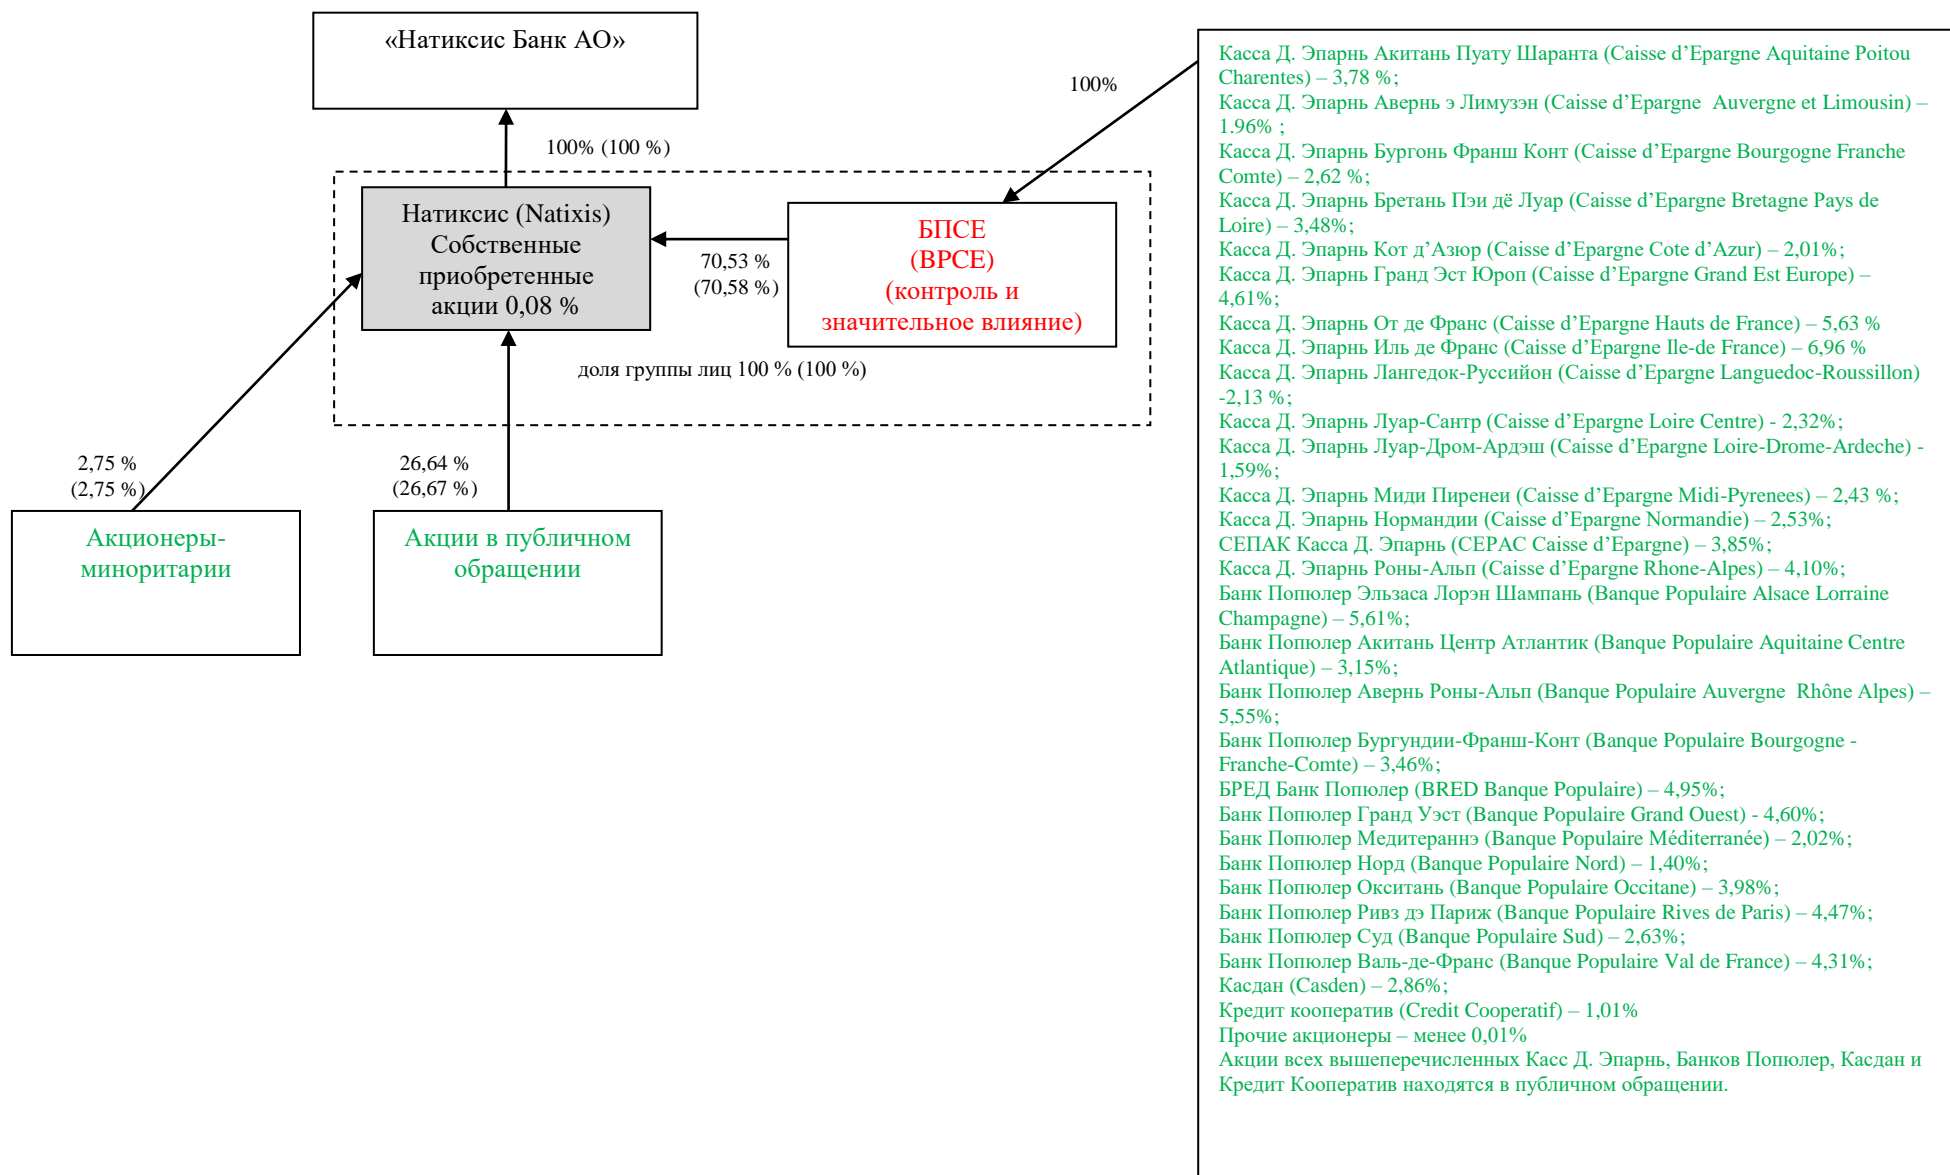 «Натиксис Банк АО»
100% (100 %)
100%
Натиксис (Natixis)
Собственные
приобретенные
акции 0,08 %
70,53 %
(70,58 %)
БПСЕ
(ВРСЕ)
(контроль и
значительное влияние)
доля группы лиц 100 % (100 %)
2,75 %
(2,75 %)
26,64 %
(26,67 %)
Акционеры-
миноритарии
Акции в публичном
обращении
Касса Д. Эпарнь Акитань Пуату Шаранта (Caisse d’Epargne Aquitaine Poitou
Charentes) – 3,78 %;
Касса Д. Эпарнь Авернь э Лимузэн (Caisse d’Epargne  Auvergne et Limousin) –
1.96% ;
Касса Д. Эпарнь Бургонь Франш Конт (Caisse d’Epargne Bourgogne Franche
Comte) – 2,62 %;
Касса Д. Эпарнь Бретань Пэи дё Луар (Caisse d’Epargne Bretagne Pays de
Loire) – 3,48%;
Касса Д. Эпарнь Кот д’Азюр (Caisse d’Epargne Cote d’Azur) – 2,01%;
Касса Д. Эпарнь Гранд Эст Юроп (Caisse d’Epargne Grand Est Europe) –
4,61%;
Касса Д. Эпарнь От де Франс (Caisse d’Epargne Hauts de France) – 5,63 %
Касса Д. Эпарнь Иль де Франс (Caisse d’Epargne Ile-de France) – 6,96 %
Касса Д. Эпарнь Лангедок-Руссийон (Caisse d’Epargne Languedoc-Roussillon)
-2,13 %;
Касса Д. Эпарнь Луар-Сантр (Caisse d’Epargne Loire Centre) - 2,32%;
Касса Д. Эпарнь Луар-Дром-Ардэш (Caisse d’Epargne Loire-Drome-Ardeche) -
1,59%;
Касса Д. Эпарнь Миди Пиренеи (Caisse d’Epargne Midi-Pyrenees) – 2,43 %;
Касса Д. Эпарнь Нормандии (Caisse d’Epargne Normandie) – 2,53%;
СЕПАК Касса Д. Эпарнь (CEPAC Caisse d’Epargne) – 3,85%;
Касса Д. Эпарнь Роны-Альп (Caisse d’Epargne Rhone-Alpes) – 4,10%;
Банк Попюлер Эльзаса Лорэн Шампань (Banque Populaire Alsace Lorraine
Champagne) – 5,61%;
Банк Попюлер Акитань Центр Атлантик (Banque Populaire Aquitaine Centre
Atlantique) – 3,15%;
Банк Попюлер Авернь Роны-Альп (Banque Populaire Auvergne  Rhône Alpes) –
5,55%;
Банк Попюлер Бургундии-Франш-Конт (Banque Populaire Bourgogne -
Franche-Comte) – 3,46%;
БРЕД Банк Попюлер (BRED Banque Populaire) – 4,95%;
Банк Попюлер Гранд Уэст (Banque Populaire Grand Ouest) - 4,60%;
Банк Попюлер Медитераннэ (Banque Populaire Méditerranée) – 2,02%;
Банк Попюлер Норд (Banque Populaire Nord) – 1,40%;
Банк Попюлер Окситань (Banque Populaire Occitane) – 3,98%;
Банк Попюлер Ривз дэ Париж (Banque Populaire Rives de Paris) – 4,47%;
Банк Попюлер Суд (Banque Populaire Sud) – 2,63%;
Банк Попюлер Валь-де-Франс (Banque Populaire Val de France) – 4,31%;
Касдан (Casden) – 2,86%;
Кредит кооператив (Credit Cooperatif) – 1,01%
Прочие акционеры – менее 0,01%
Акции всех вышеперечисленных Касс Д. Эпарнь, Банков Попюлер, Касдан и
Кредит Кооператив находятся в публичном обращении.